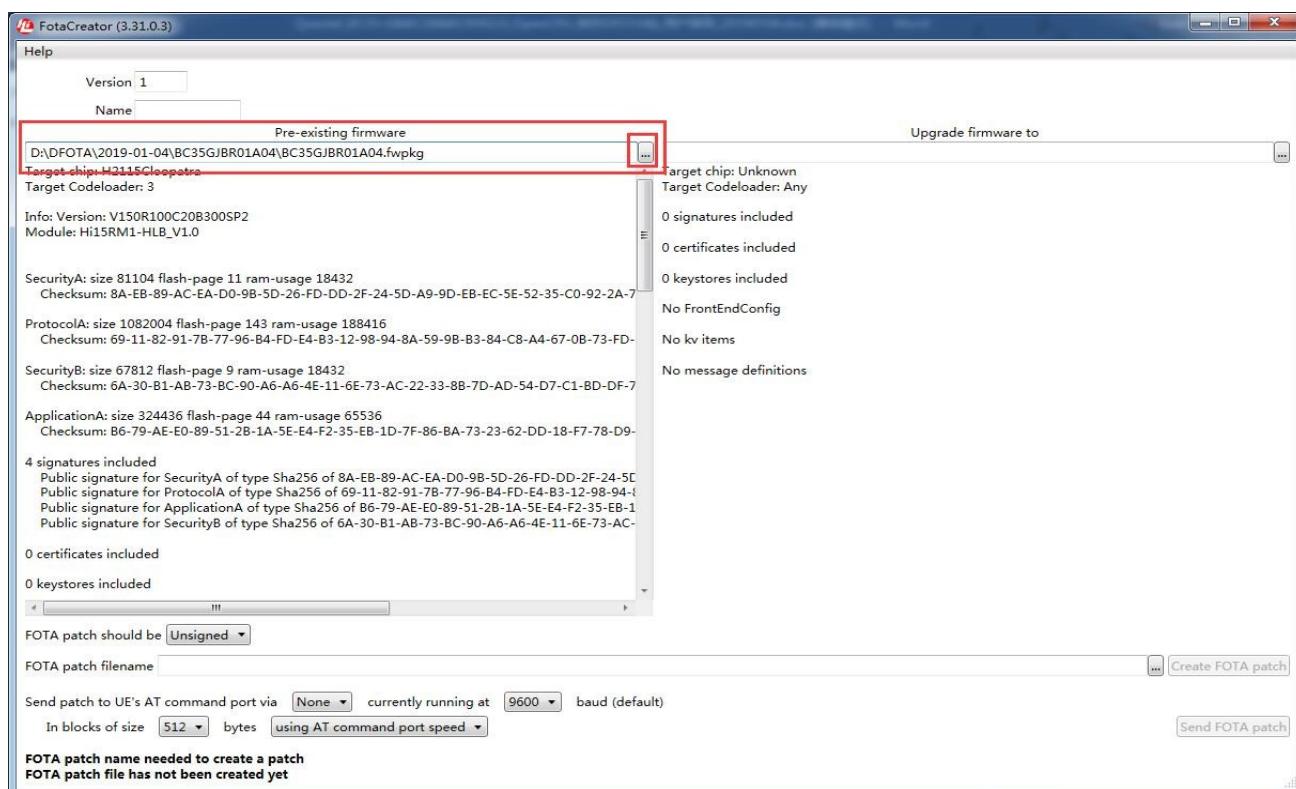 FotaCreator (3.31.0.3)
Help
Version 1
Name
Pre-existing firmware
D:\DFOTA\2019-01-04\BC35GJBR01A04\BC35GJBR01A04.fwpkg
...
Target chip: H2115Cleopatra
Target Codeloader: 3
Info: Version: V150R100C20B300SP2
Module: Hi15RM1-HLB_V1.0
SecurityA: size 81104 flash-page 11 ram-usage 18432
Checksum: 8A-EB-89-AC-EA-D0-9B-5D-26-FD-DD-2F-24-5D-A9-9D-EB-EC-5E-52-35-C0-92-2A-7
ProtocolA: size 1082004 flash-page 143 ram-usage 188416
Checksum: 69-11-82-91-7B-77-96-B4-FD-E4-B3-12-98-94-8A-59-9B-B3-84-C8-A4-67-0B-73-FD-
SecurityB: size 67812 flash-page 9 ram-usage 18432
Checksum: 6A-30-B1-AB-73-BC-90-A6-A6-4E-11-6E-73-AC-22-33-8B-7D-AD-54-D7-C1-BD-DF-7
ApplicationA: size 324436 flash-page 44 ram-usage 65536
Checksum: B6-79-AE-E0-89-51-2B-1A-5E-E4-F2-35-EB-1D-7F-86-BA-73-23-62-DD-18-F7-78-D9-
4 signatures included
Public signature for SecurityA of type Sha256 of 8A-EB-89-AC-EA-D0-9B-5D-26-FD-DD-2F-24-5D
Public signature for ProtocolA of type Sha256 of 69-11-82-91-7B-77-96-B4-FD-E4-B3-12-98-94-8
Public signature for ApplicationA of type Sha256 of B6-79-AE-E0-89-51-2B-1A-5E-E4-F2-35-EB-1
Public signature for SecurityB of type Sha256 of 6A-30-B1-AB-73-BC-90-A6-A6-4E-11-6E-73-AC-
0 certificates included
0 keystores included
Upgrade firmware to
...
Target chip: Unknown
Target Codeloader: Any
0 signatures included
0 certificates included
0 keystores included
No FrontEndConfig
No kv items
No message definitions
FOTA patch should be Unsigned
FOTA patch filename ... Create FOTA patch
Send patch to UE's AT command port via None currently running at 9600 baud (default)
In blocks of size 512 bytes using AT command port speed Send FOTA patch
FOTA patch name needed to create a patch
FOTA patch file has not been created yet